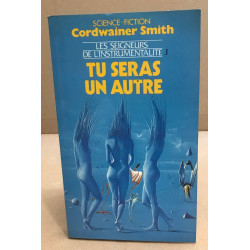 SCIENCE-FICTION
Cordwainer Smith
LES SEIGNEURS
DE L'INSTRUMENTALITÉ
TU SERAS
UN AUTRE